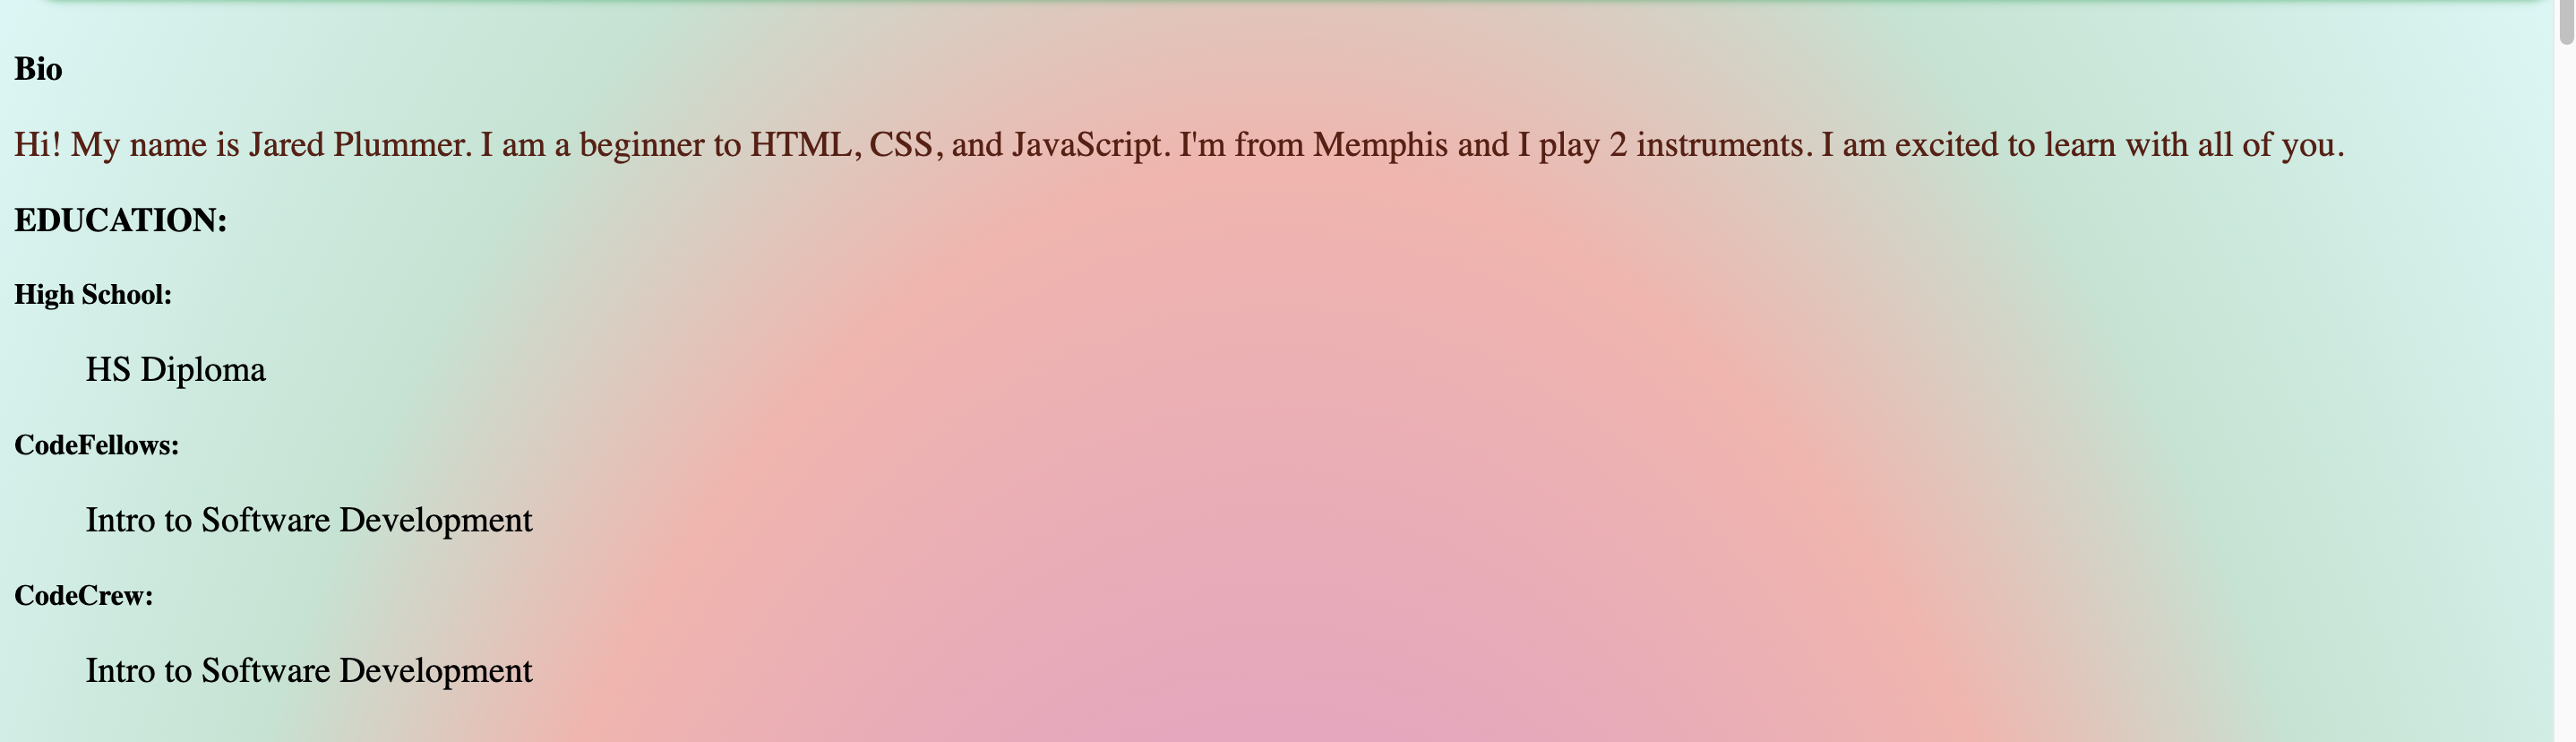 Bio
Hi! My name is Jared Plummer. I am a beginner to HTML, CSS, and JavaScript. I'm from Memphis and I play 2 instruments. I am excited to learn with all of you.
EDUCATION:
High School:
HS Diploma
CodeFellows:
Intro to Software Development
CodeCrew:
Intro to Software Development